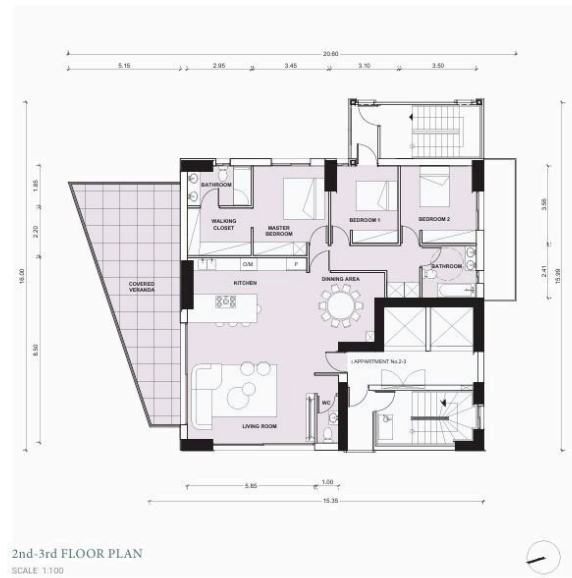 20.60
5.15 2.95 3.45 3.10 3.50
BATHROOM
WALKING
CLOSET
MASTER
BEDROOM
BEDROOM 1
BEDROOM 2
1.85
2.20
8.50
16.00
3.56
2.41
15.99
BATHROOM
O/M
F
KITCHEN
DINNING AREA
COVERED
VERANDA
APPARTMENT No.2-3
WC
LIVING ROOM
5.85 1.00
15.35
2nd-3rd FLOOR PLAN
SCALE 1:100